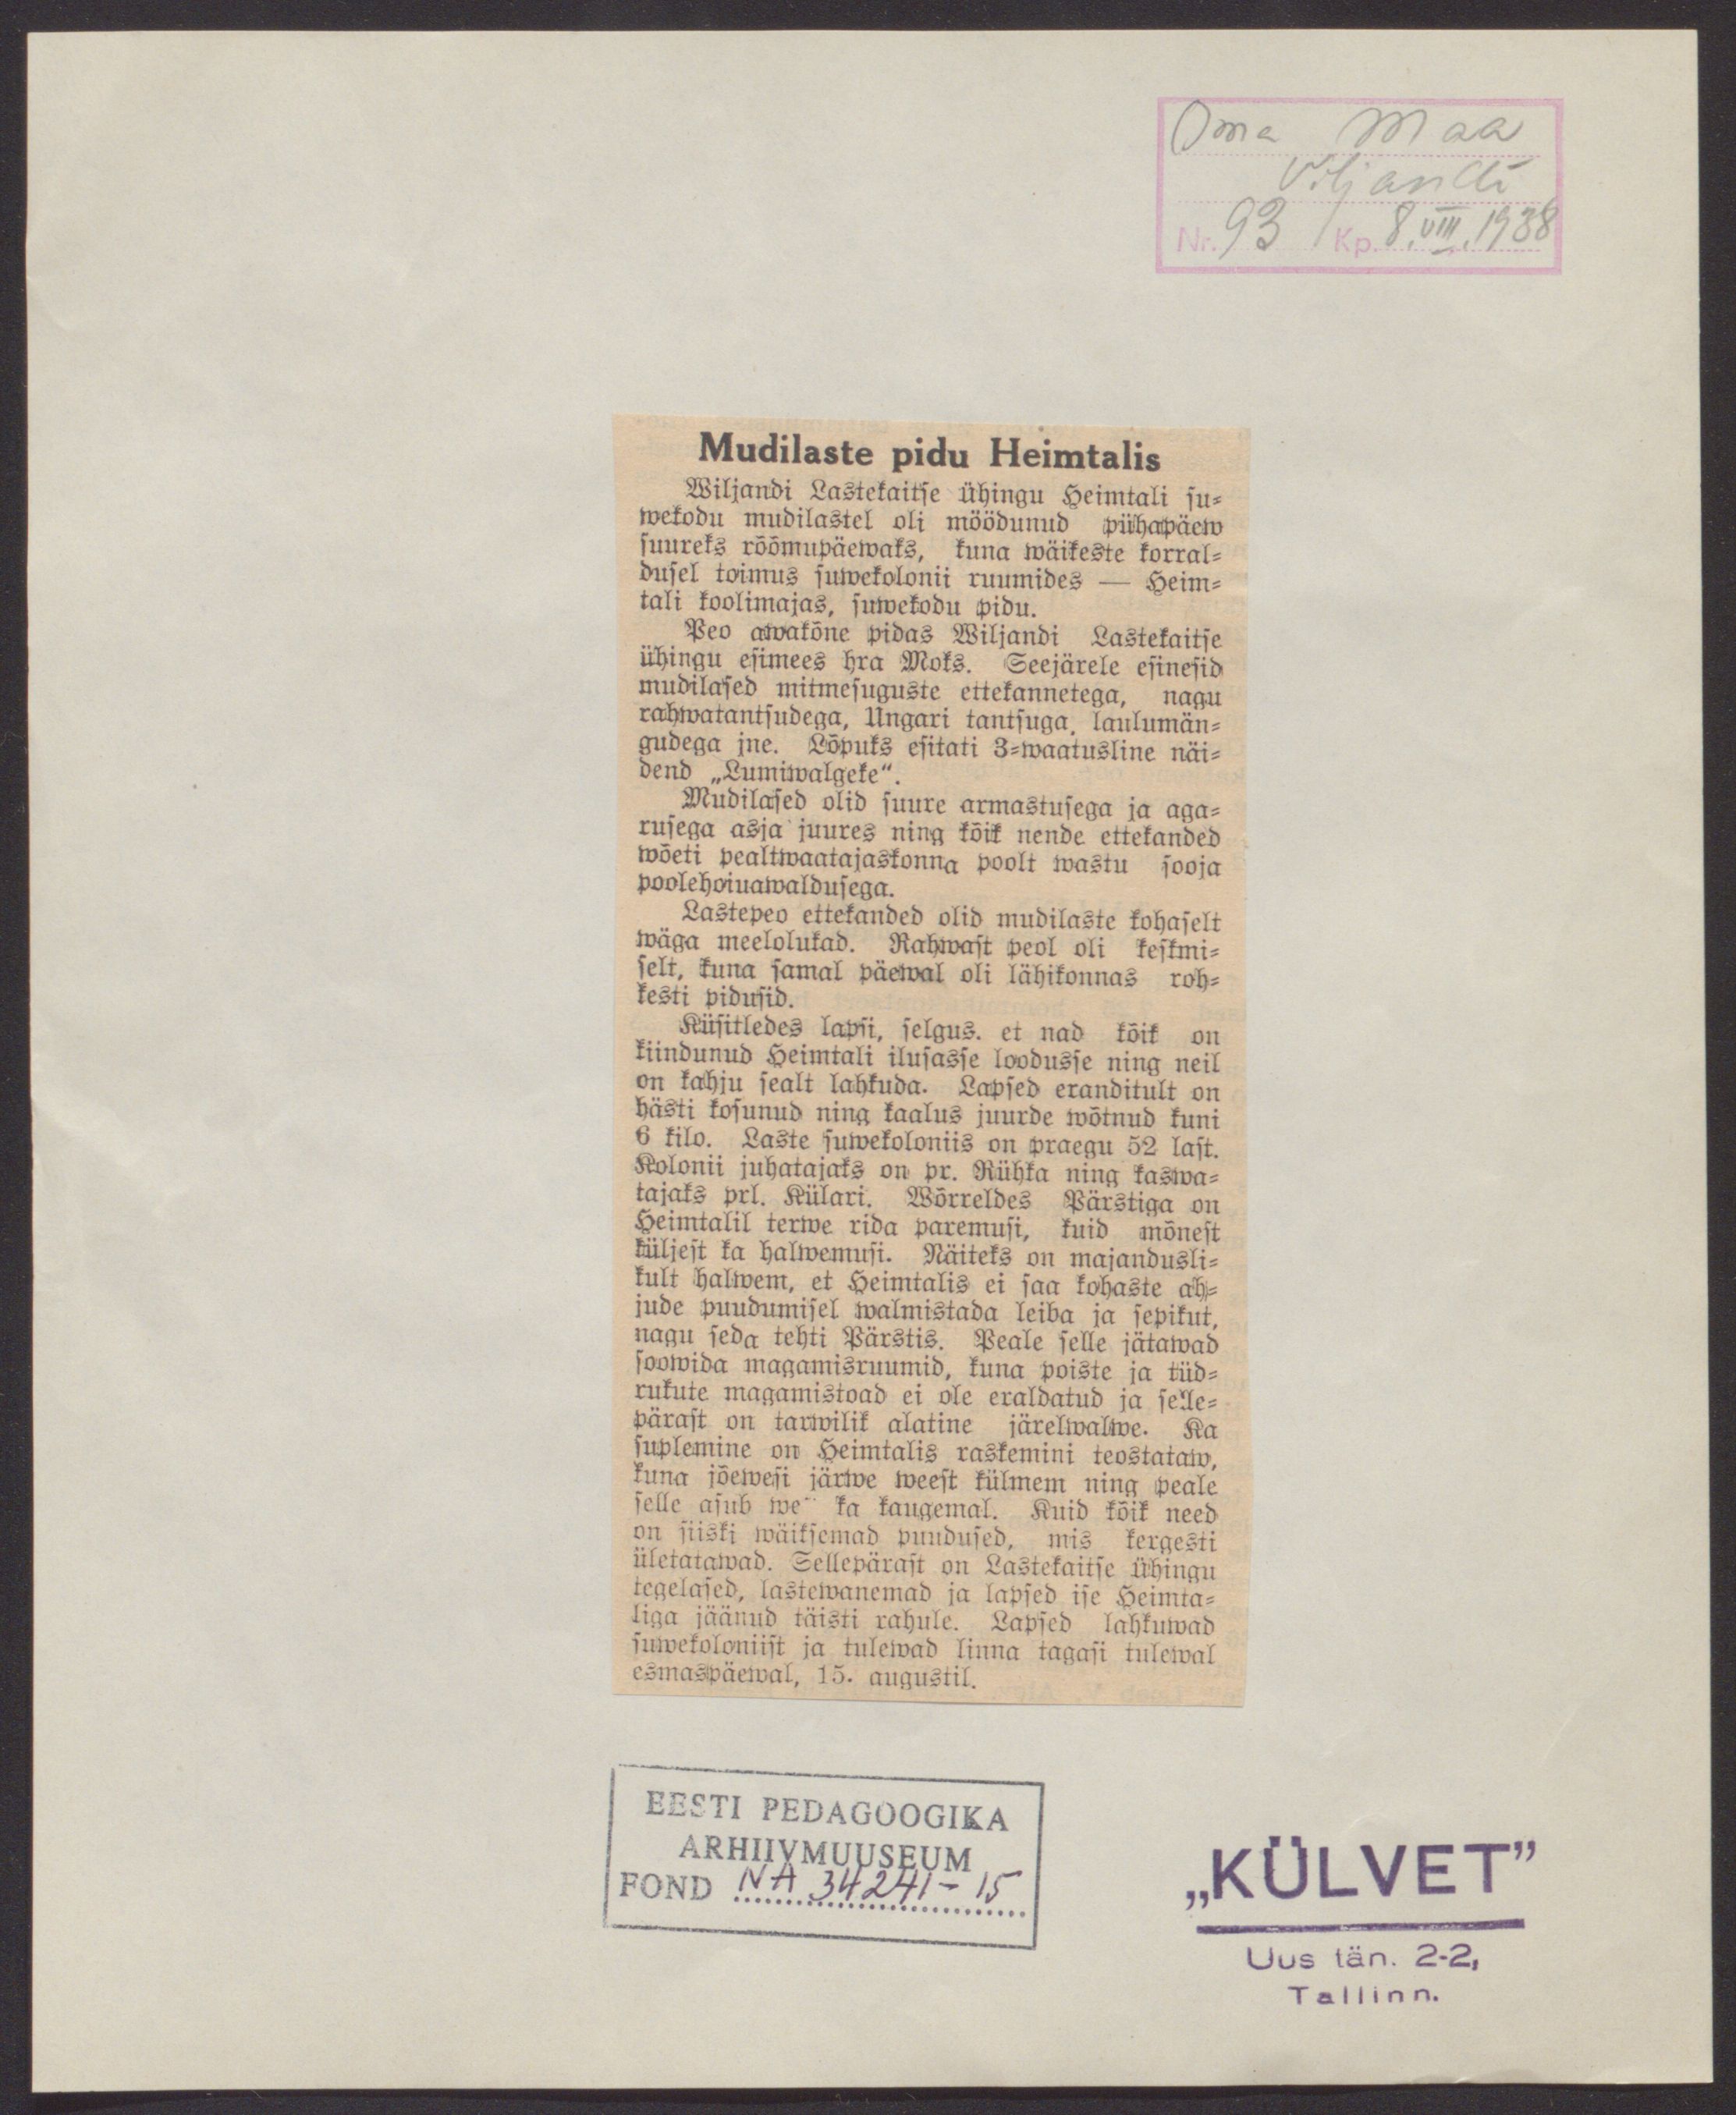 Oma Maa
Viljandi
Nr. 93 Kp. 8.VIII.1938
Mudilaste pidu Heimtalis
Wiljandi Lastekaitse ühingu Heimtali su-
wekodu mudilastel oli möödunud pühapäew
suureks rõõmupäewaks, kuna wäikeste korral-
dusel toimus suwekolonii ruumides — Heim-
tali koolimajas, suwekodu pidu.
Peo awakõne pidas Wiljandi Lastekaitse
ühingu esimees hra Moks. Seejärele esinesid
mudilased mitmesuguste ettekannetega, nagu
rahwatantsudega, Ungari tantsuga, laulumän-
gudega jne. Lõpuks esitati 3-waatusline näi-
dend „Lumiwalgeke“.
Mudilased olid suure armastusega ja aga-
rusega asja juures ning kõik nende ettekanded
wõeti pealtwaatajaskonna poolt wastu sooja
poolehoiuawaldusega.
Lastepeo ettekanded olid mudilaste kohaselt
wäga meelolukad. Rahwast peol oli keskmi-
selt, kuna samal päewal oli lähikonnas roh-
kesti pidusid.
Küsitledes lapsi, selgus. et nad kõik on
kiindunud Heimtali ilusasse loodusse ning neil
on kahju sealt lahkuda. Lapsed eranditult on
hästi kosunud ning kaalus juurde wõtnud kuni
6 kilo. Laste suwekoloniis on praegu 52 last.
Kolonii juhatajaks on pr. Rühka ning kaswa-
tajaks prl. Külari. Wõrreldes Pärstiga on
Heimtalil terwe rida paremusi, kuid mõnest
küljest ka halwemusi. Näiteks on majandusli-
kult halwem, et Heimtalis ei saa kohaste ah-
jude puudumisel walmistada leiba ja sepikut,
nagu seda tehti Pärstis. Peale selle jätawad
soowida magamisruumid, kuna poiste ja tüd-
rukute magamistoad ei ole eraldatud ja selle-
pärast on tarwilik alatine järelwalwe. Ka
suplemine on Heimtalis raskemini teostataw,
kuna jõewesi järwe weest külmem ning peale
selle asub we ka kaugemal. Kuid kõik need
on siiski wäiksemad puudused, mis kergesti
ületatawad. Sellepärast on Lastekaitse ühingu
tegelased, lastewanemad ja lapsed ise Heimta-
liga jäänud täisti rahule. Lapsed lahkuwad
suwekoloniist ja tulewad linna tagasi tulewal
esmaspäewal, 15. augustil.
EESTI PEDAGOOGIKA
ARHIIVMUUSEUM
FOND NA 34241-15
„KÜLVET”
Uus tän. 2-2,
Tallinn.